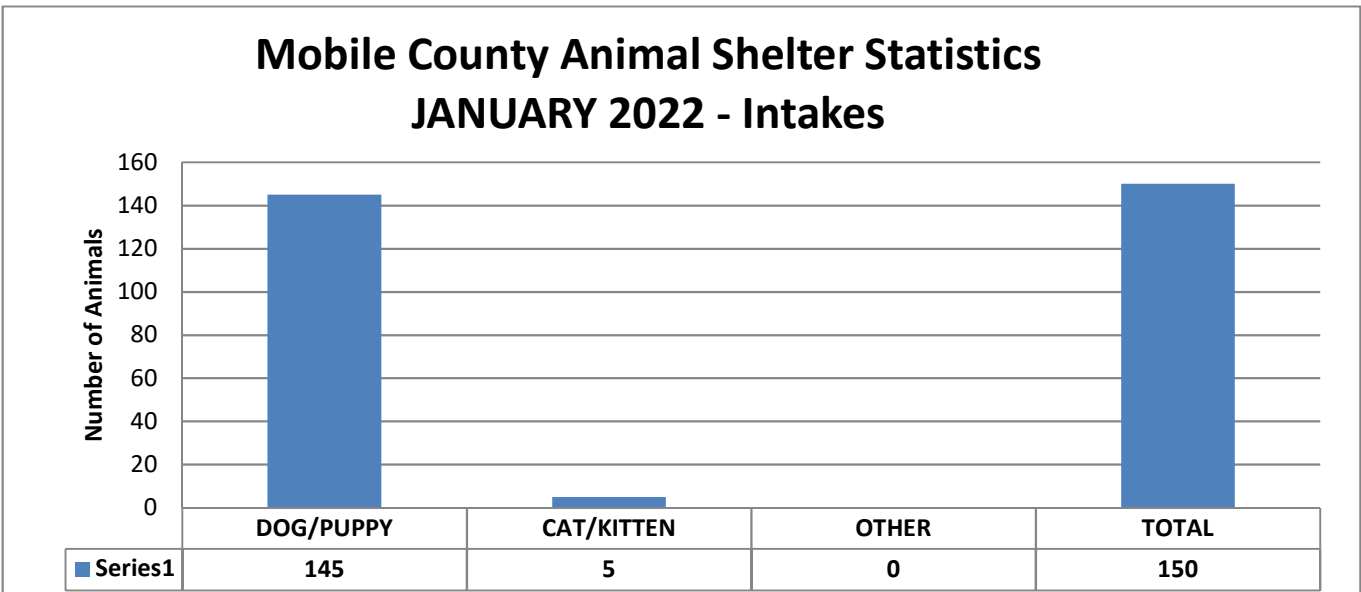 Mobile County Animal Shelter Statistics
JANUARY 2022 - Intakes
Number of Animals
160
140
120
100
80
60
40
20
0
DOG/PUPPY CAT/KITTEN OTHER TOTAL
Series1 145 5 0 150